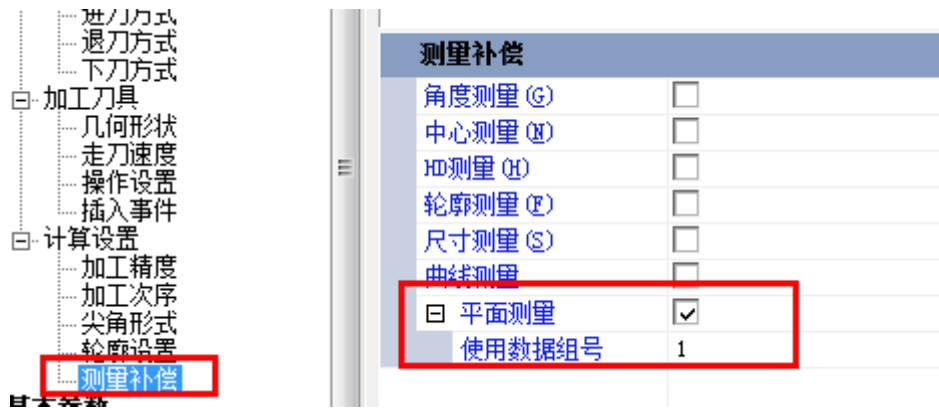 进刀方式
退刀方式
下刀方式
加工刀具
几何形状
走刀速度
操作设置
插入事件
计算设置
加工精度
加工次序
尖角形式
轮廓设置
测量补偿
基本参数
测量补偿
角度测量(G)
中心测量(N)
HD测量(H)
轮廓测量(F)
尺寸测量(S)
曲线测量
平面测量
使用数据组号 1